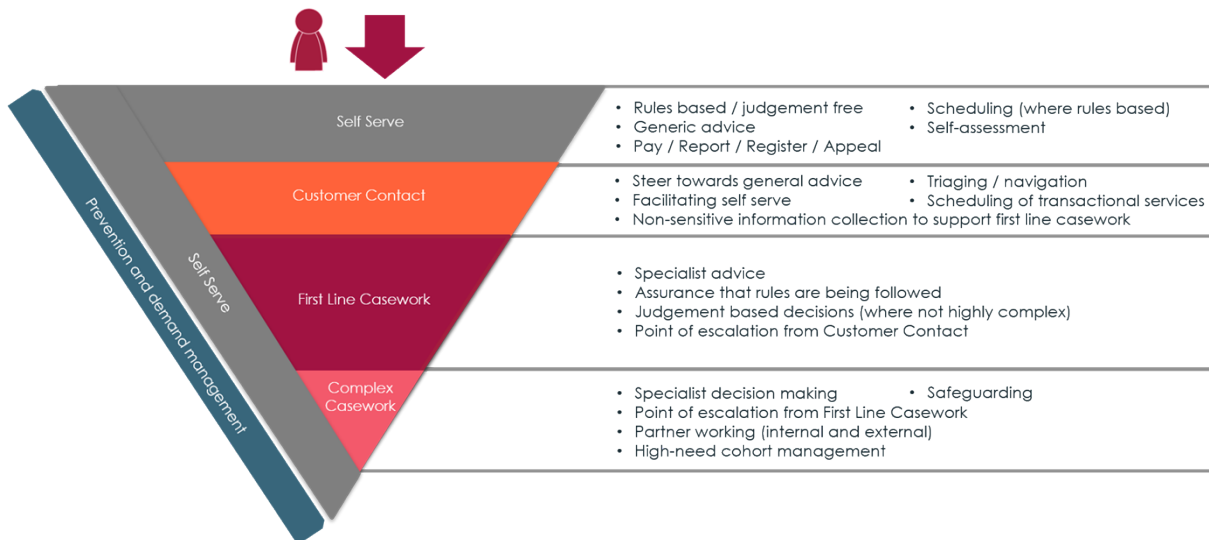 Self Serve
• Rules based / judgement free
• Generic advice
• Pay / Report / Register / Appeal
• Scheduling (where rules based)
• Self-assessment
Customer Contact
• Steer towards general advice
• Facilitating self serve
• Non-sensitive information collection to support first line casework
• Triaging / navigation
• Scheduling of transactional services
Prevention and demand management
Self Serve
First Line Casework
• Specialist advice
• Assurance that rules are being followed
• Judgement based decisions (where not highly complex)
• Point of escalation from Customer Contact
Complex
Casework
• Specialist decision making
• Point of escalation from First Line Casework
• Partner working (internal and external)
• High-need cohort management
• Safeguarding